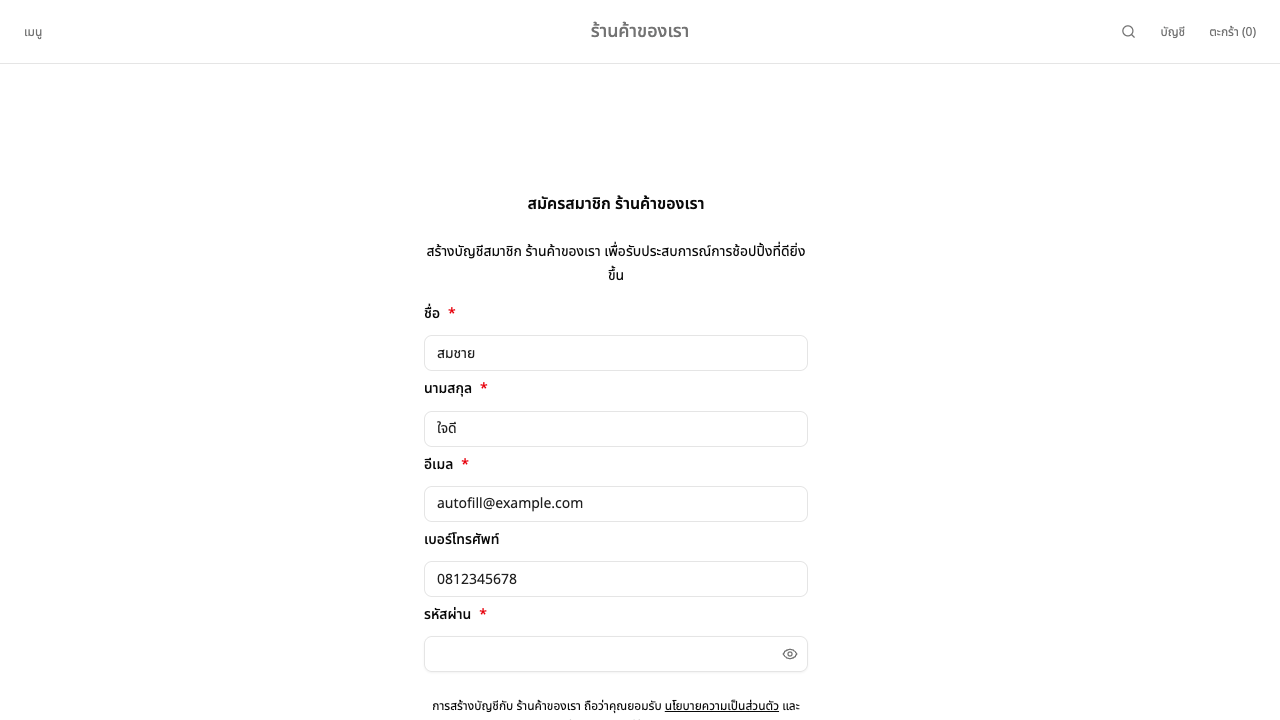 เมนู
ร้านค้าของเรา
บัญชี
ตะกร้า (0)
สมัครสมาชิก ร้านค้าของเรา
สร้างบัญชีสมาชิก ร้านค้าของเรา เพื่อรับประสบการณ์การช้อปปิ้งที่ดียิ่ง
ขึ้น
ชื่อ *
สมชาย
นามสกุล *
ใจดี
อีเมล *
autofill@example.com
เบอร์โทรศัพท์
0812345678
รหัสผ่าน *
การสร้างบัญชีกับ ร้านค้าของเรา ถือว่าคุณยอมรับ นโยบายความเป็นส่วนตัว และ